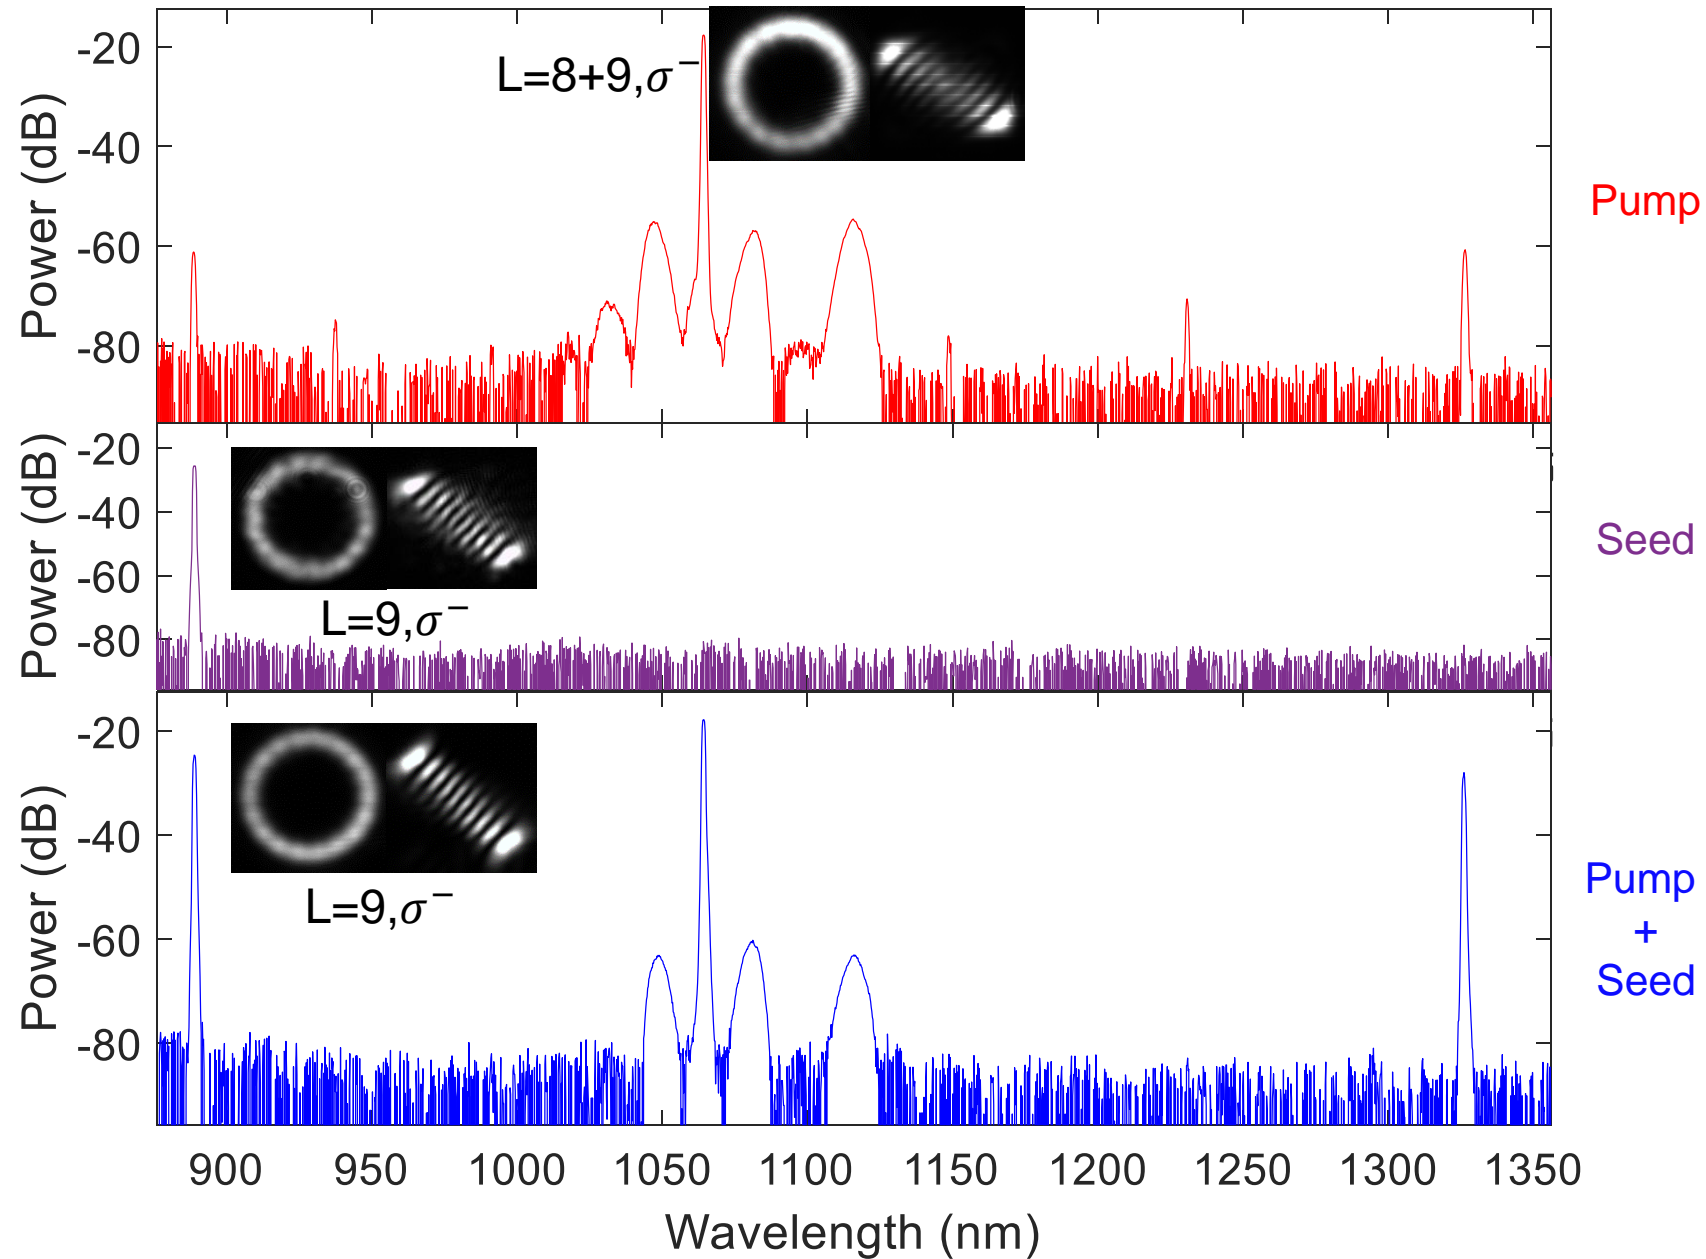 Power (dB)
-20
-40
-60
-80
L=8+9,σ⁻
Pump
Power (dB)
-20
-40
-60
-80
L=9,σ⁻
Seed
Power (dB)
-20
-40
-60
-80
L=9,σ⁻
Pump
+
Seed
900 950 1000 1050 1100 1150 1200 1250 1300 1350
Wavelength (nm)